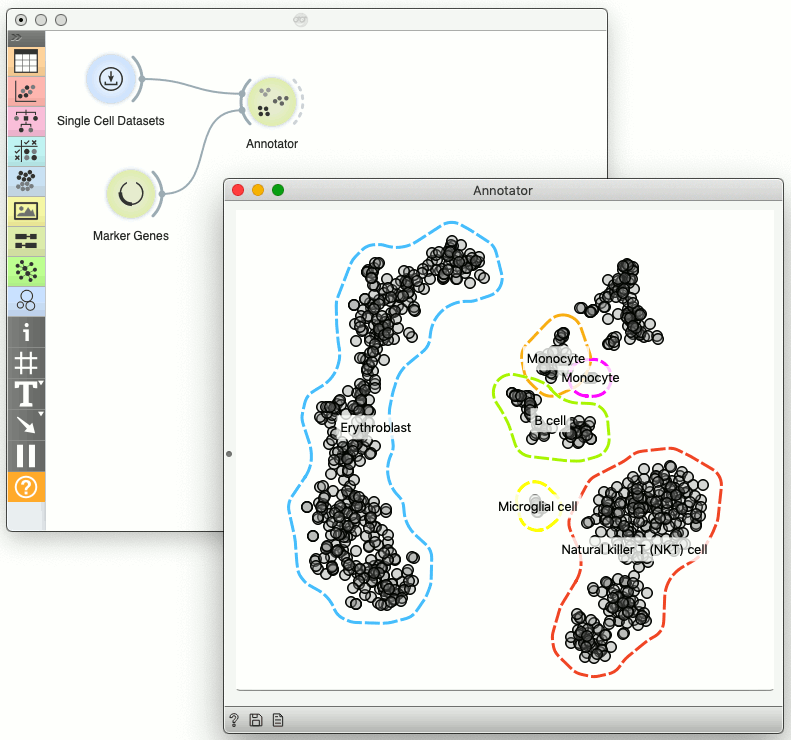 Single Cell Datasets
Annotator
Marker Genes
Annotator
Monocyte
Monocyte
B cell
Erythroblast
Microglial cell
Natural killer T (NKT) cell